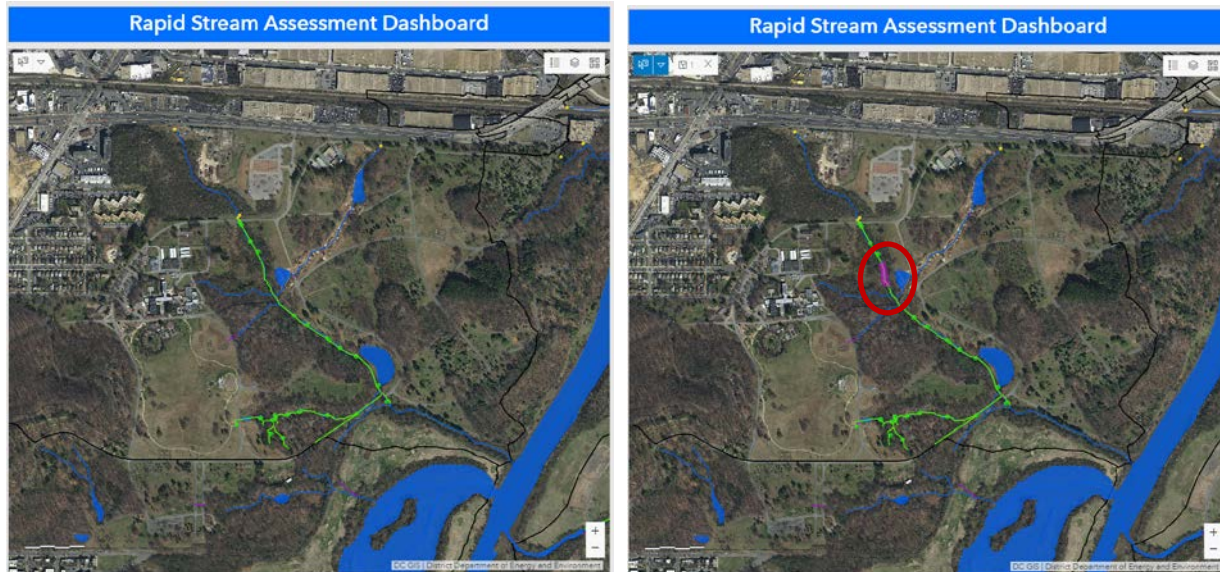 Rapid Stream Assessment Dashboard
DC GIS | District Department of Energy and Environment
Rapid Stream Assessment Dashboard
1
DC GIS | District Department of Energy and Environment